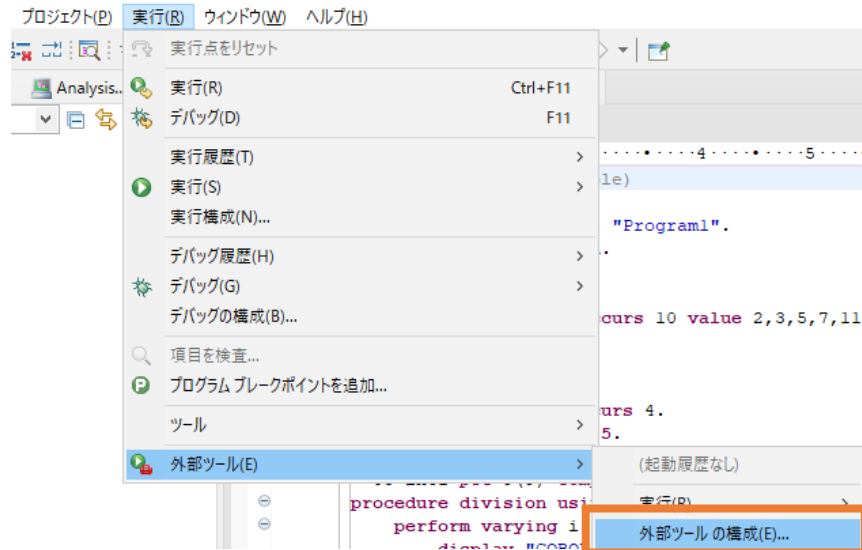 プロジェクト(P) 実行(R) ウィンドウ(W) ヘルプ(H)
実行点をリセット
Analysis..
実行(R) Ctrl+F11
デバッグ(D) F11
実行履歴(T)
4 5
実行(S)
le)
実行構成(N)...
"Program1".
デバッグ履歴(H)
デバッグ(G)
デバッグの構成(B)...
curs 10 value 2,3,5,7,11
項目を検査...
プログラム ブレークポイントを追加...
urs 4.
ツール
5.
外部ツール(E)
(起動履歴なし)
procedure division usi
実行(R)
perform varying i
外部ツール の構成(E)...
display "COBO